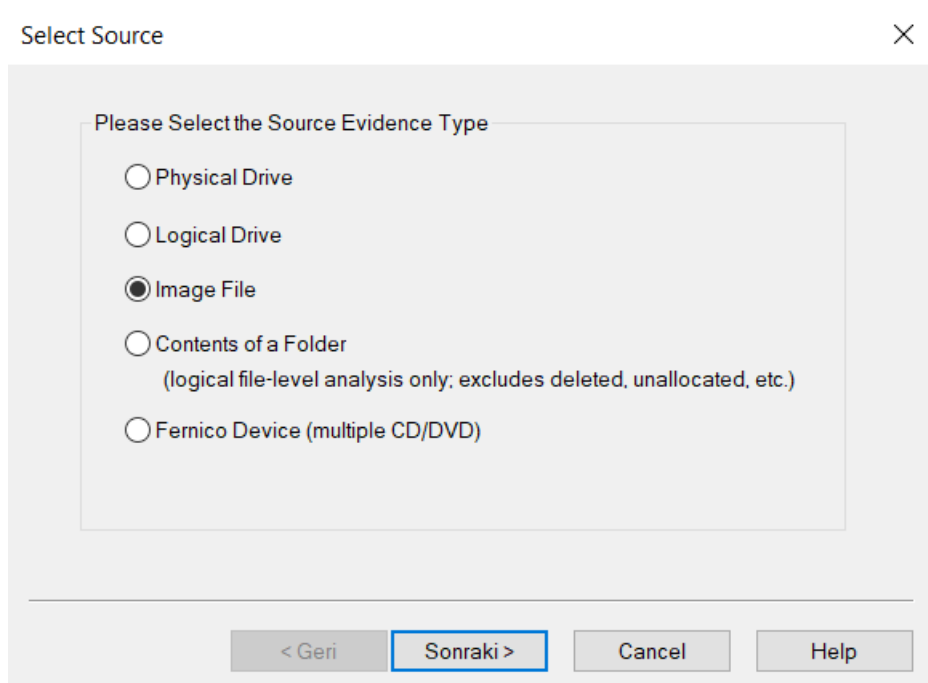 Select Source
Please Select the Source Evidence Type
Physical Drive
Logical Drive
Image File
Contents of a Folder
(logical file-level analysis only; excludes deleted, unallocated, etc.)
Fernico Device (multiple CD/DVD)
< Geri
Sonraki >
Cancel
Help